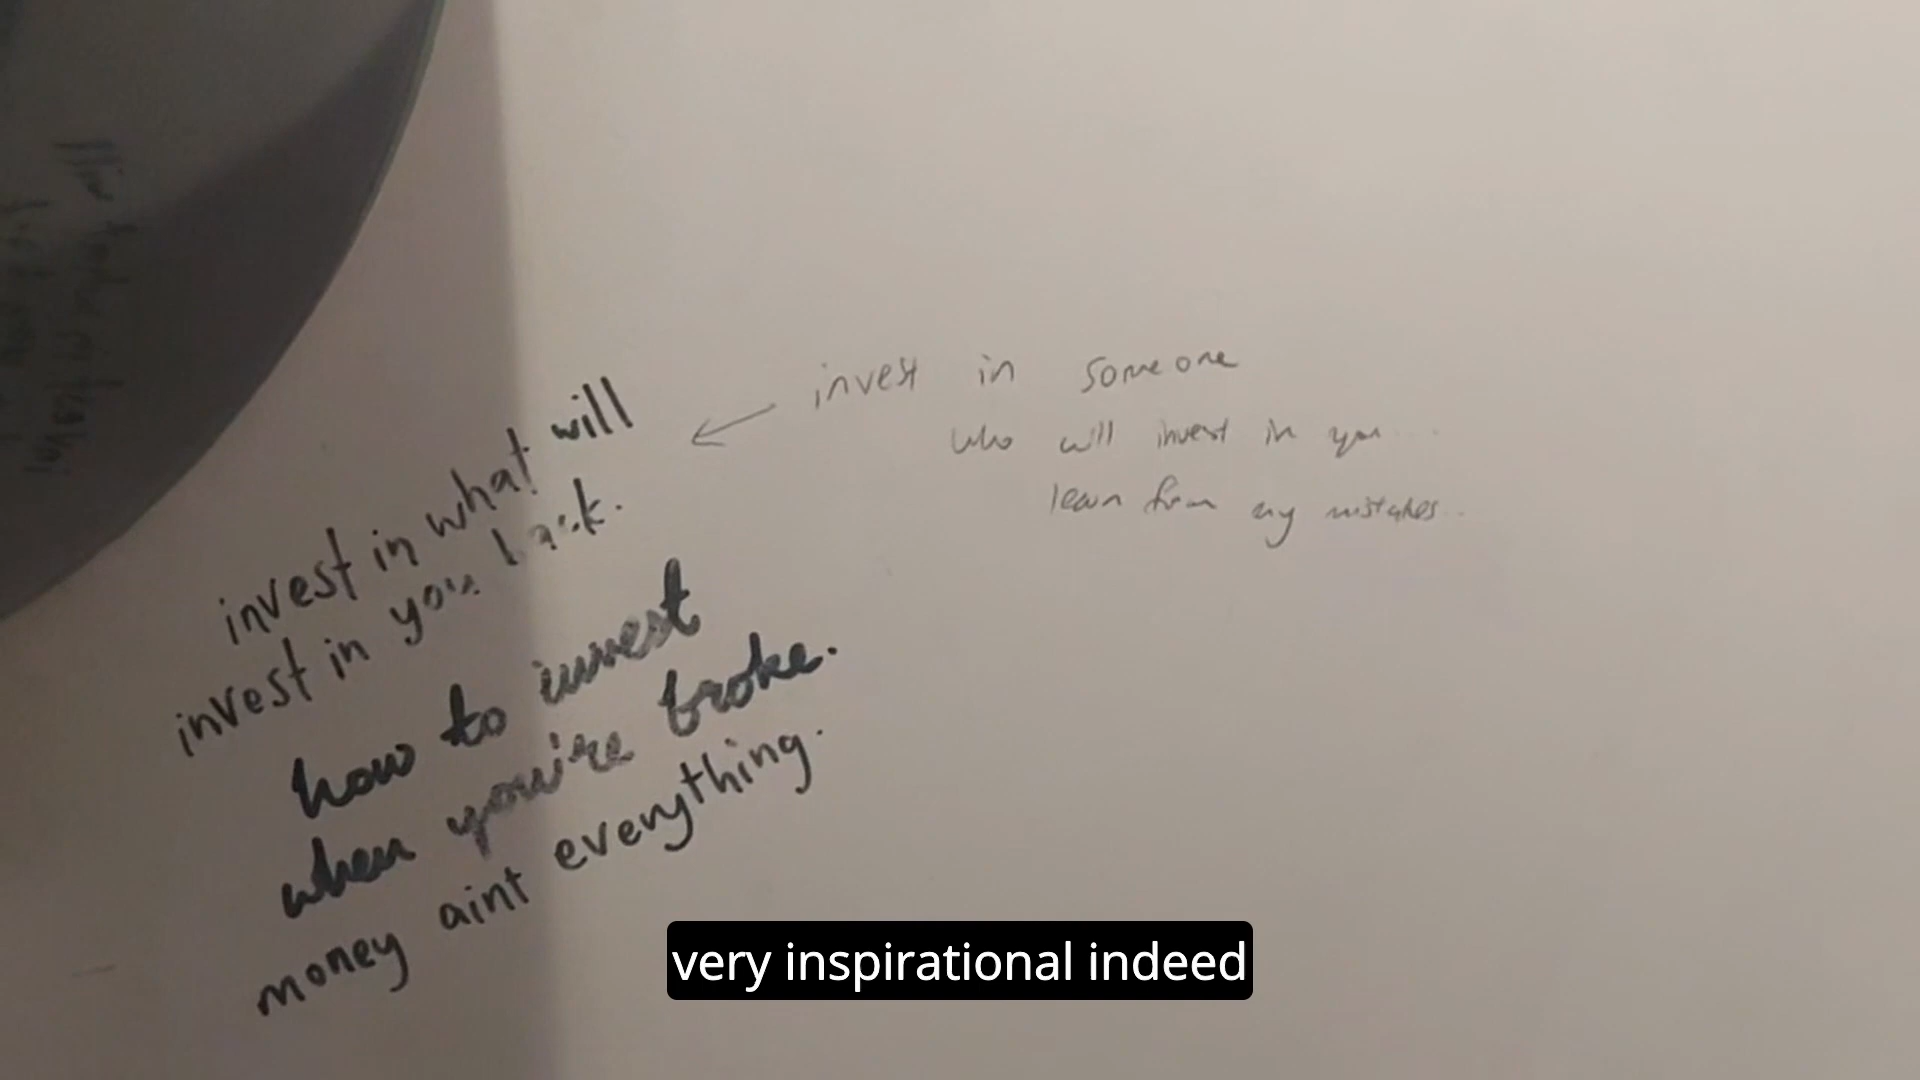 invest in what will
invest in you back.
how to invest
when you're broke.
money aint everything.
invest in someone
who will invest in you...
learn from my mistakes..
very inspirational indeed